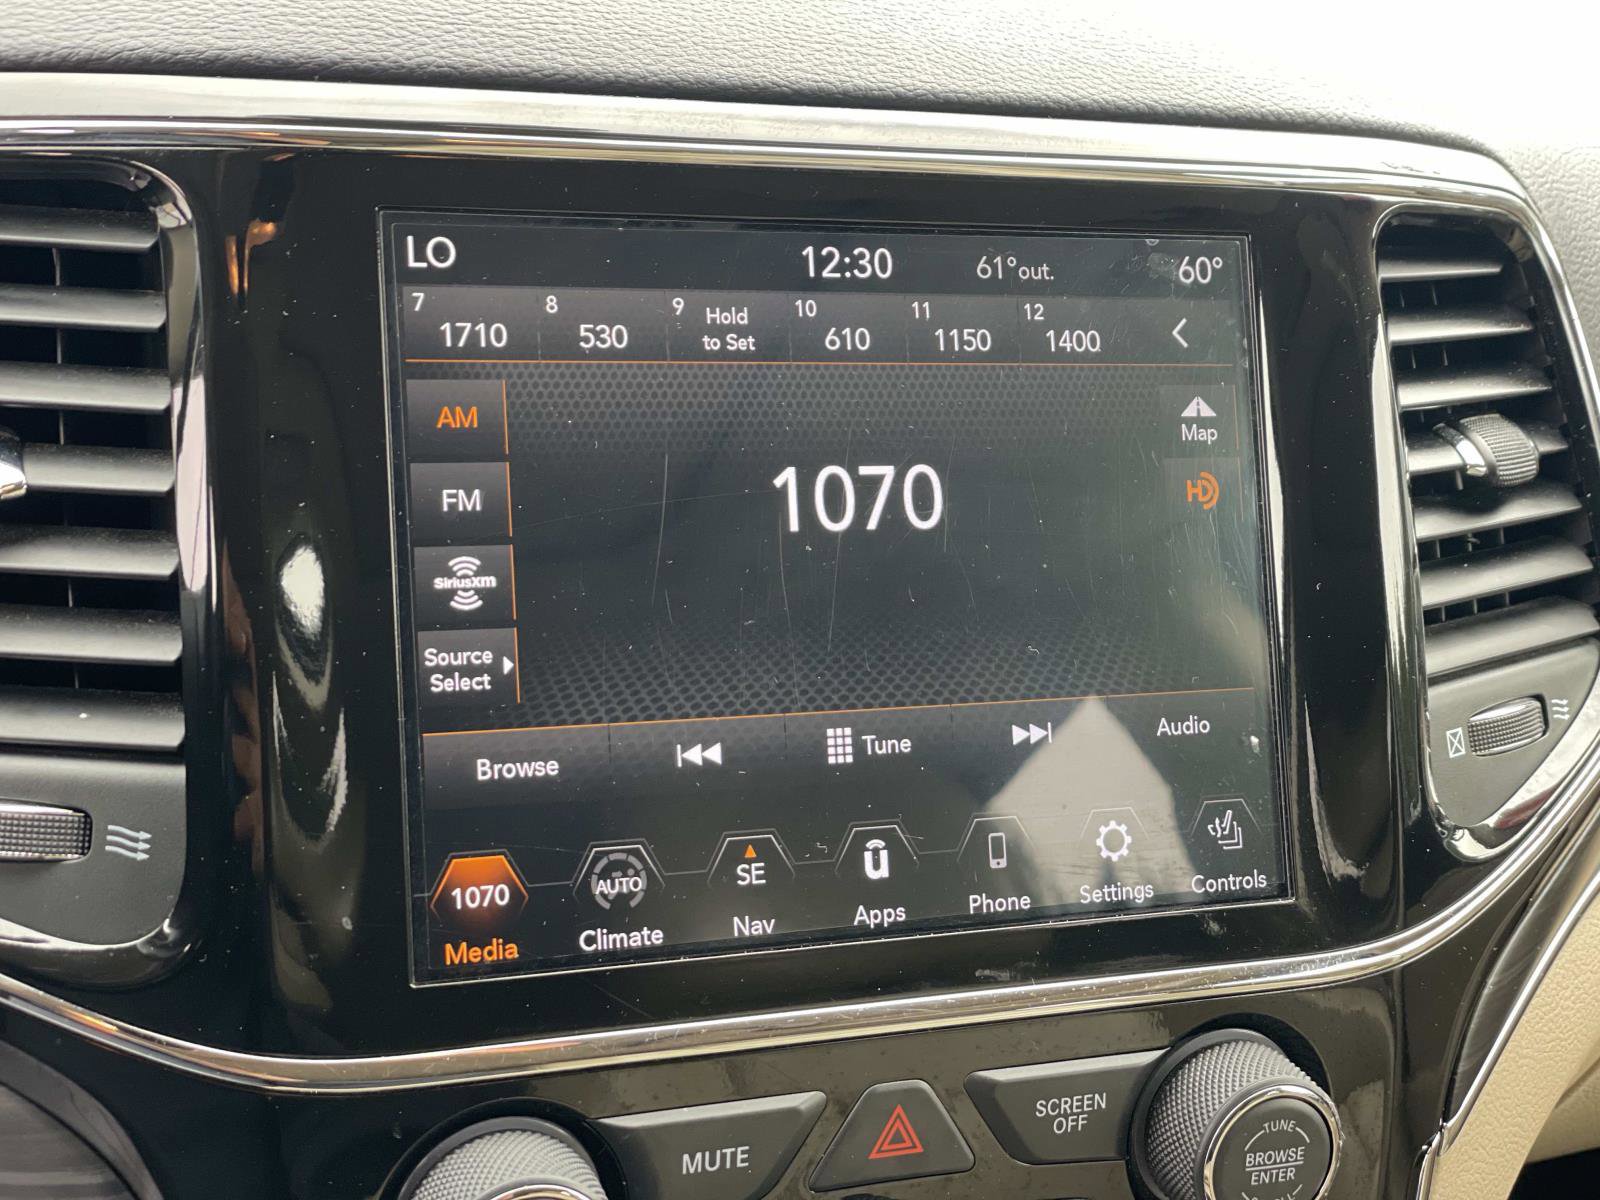 LO 12:30 61° out. 60°
7 8 9 10 11 12
1710 530 Hold to Set 610 1150 1400
AM
FM
1070
Map
HD
SiriusXM
Source
Select
Browse Tune Audio
1070 AUTO SE
Media Climate Nav Apps Phone Settings Controls
MUTE
SCREEN
OFF
TUNE
BROWSE
ENTER